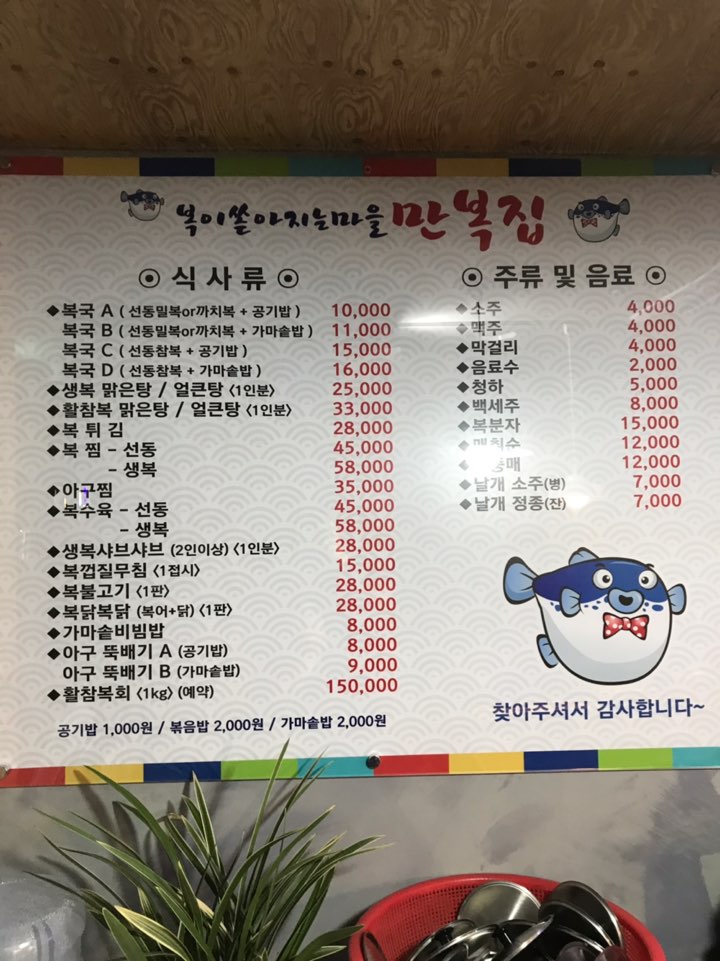 복이쏟아지는마을 만복집
식사류
복국 A ( 선동밀복or까치복 + 공기밥 ) 10,000
복국 B ( 선동밀복or까치복 + 가마솥밥 ) 11,000
복국 C ( 선동참복 + 공기밥 ) 15,000
복국 D ( 선동참복 + 가마솥밥 ) 16,000
생복 맑은탕 / 얼큰탕 <1인분> 25,000
활참복 맑은탕 / 얼큰탕 <1인분> 33,000
복 튀 김 28,000
복 찜 - 선동 45,000
- 생복 58,000
아구찜 35,000
복수육 - 선동 45,000
- 생복 58,000
생복샤브샤브 (2인이상) <1인분> 28,000
복껍질무침 <1접시> 15,000
복불고기 <1판> 28,000
복닭복닭 (복어+닭) <1판> 28,000
가마솥비빔밥 8,000
아구 뚝배기 A (공기밥) 8,000
아구 뚝배기 B (가마솥밥) 9,000
활참복회 <1kg> (예약) 150,000
공기밥 1,000원 / 볶음밥 2,000원 / 가마솥밥 2,000원
주류 및 음료
소주 4,000
맥주 4,000
막걸리 4,000
음료수 2,000
청하 5,000
백세주 8,000
복분자 15,000
매취순 12,000
12,000
날개 소주(병) 7,000
날개 정종(잔) 7,000
찾아주셔서 감사합니다~